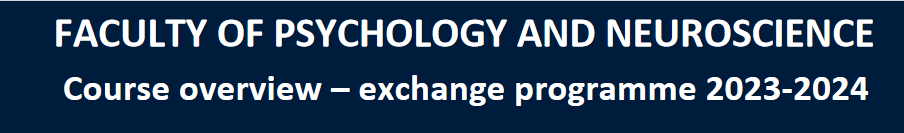 FACULTY OF PSYCHOLOGY AND NEUROSCIENCE
Course overview – exchange programme 2023-2024